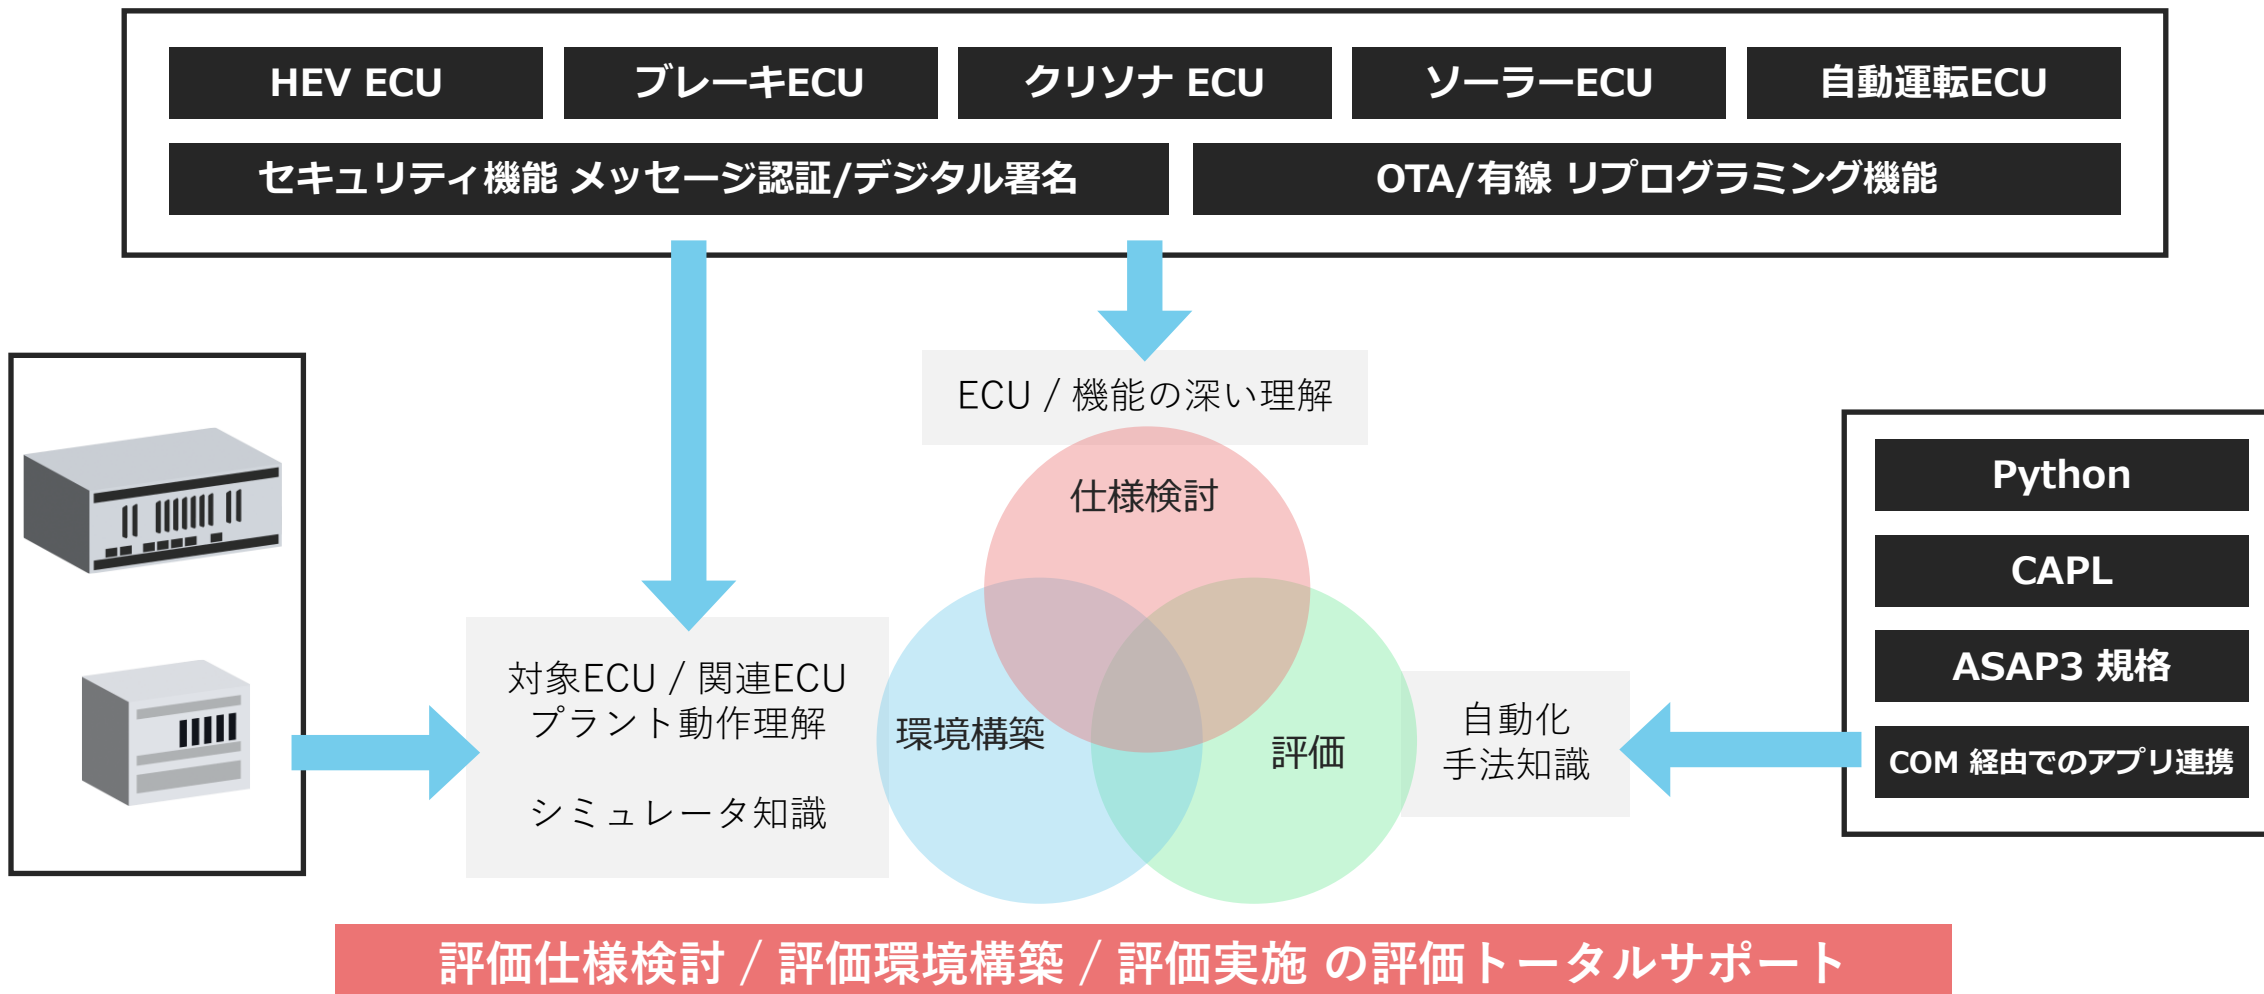 HEV ECU
ブレーキECU
クリソナ ECU
ソーラーECU
自動運転ECU
セキュリティ機能 メッセージ認証/デジタル署名
OTA/有線 リプログラミング機能
ECU / 機能の深い理解
仕様検討
対象ECU / 関連ECU
プラント動作理解
シミュレータ知識
環境構築
評価
自動化
手法知識
Python
CAPL
ASAP3 規格
COM 経由でのアプリ連携
評価仕様検討 / 評価環境構築 / 評価実施 の評価トータルサポート